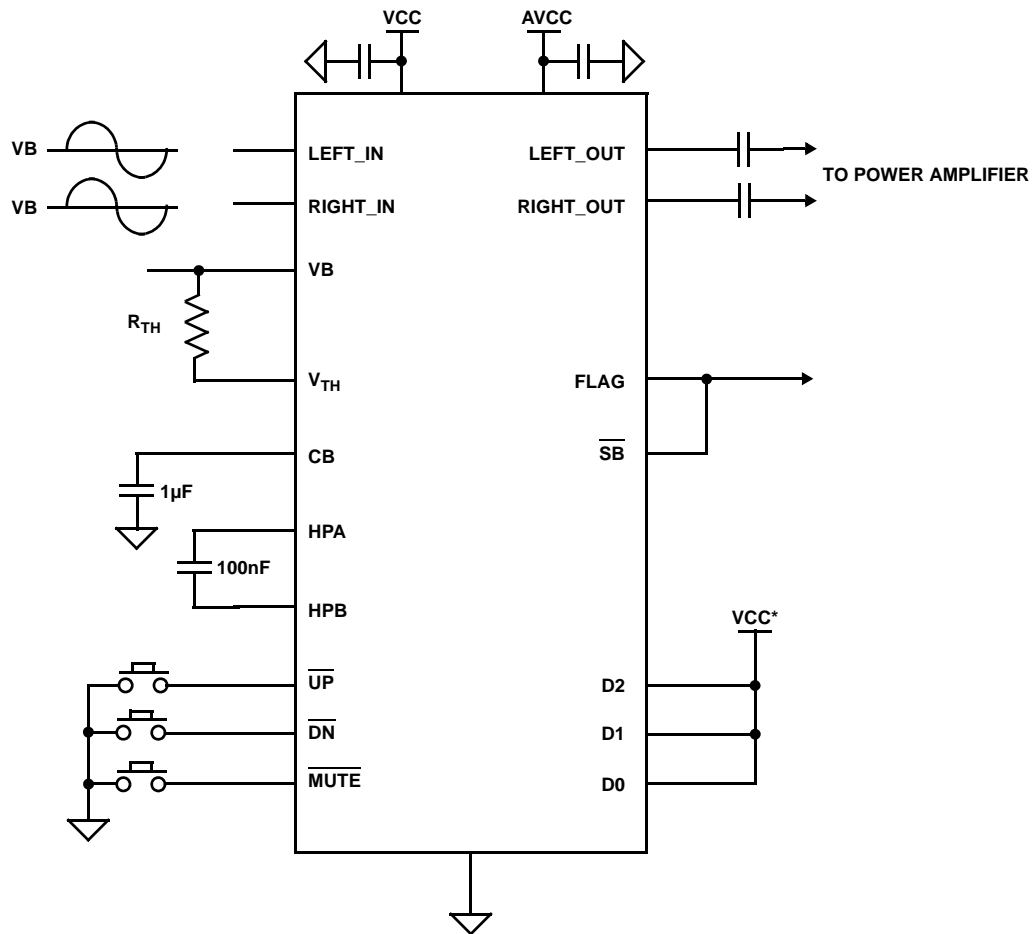 VCC
AVCC
VB
LEFT_IN
LEFT_OUT
TO POWER AMPLIFIER
VB
RIGHT_IN
RIGHT_OUT
VB
RTH
VTH
FLAG
CB
SB
1µF
HPA
100nF
HPB
VCC*
UP
D2
DN
D1
MUTE
D0